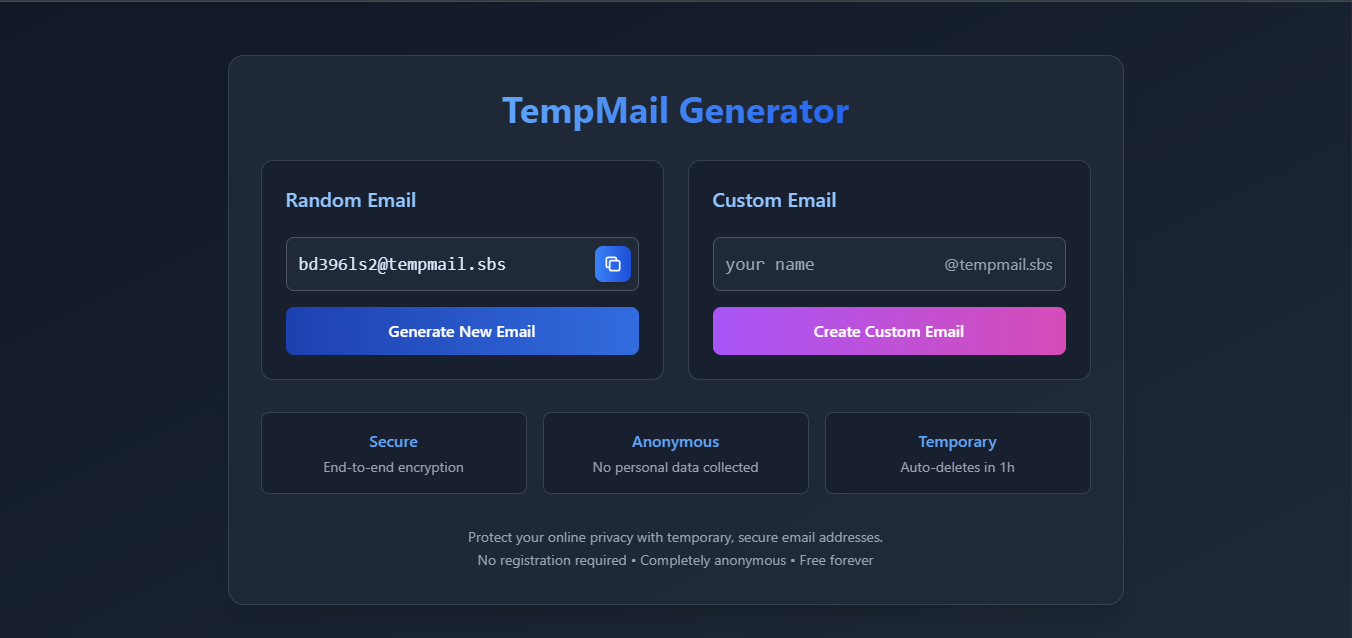 TempMail Generator
Random Email
bd396ls2@tempmail.sbs
Generate New Email
Custom Email
your name
@tempmail.sbs
Create Custom Email
Secure
End-to-end encryption
Anonymous
No personal data collected
Temporary
Auto-deletes in 1h
Protect your online privacy with temporary, secure email addresses.
No registration required • Completely anonymous • Free forever